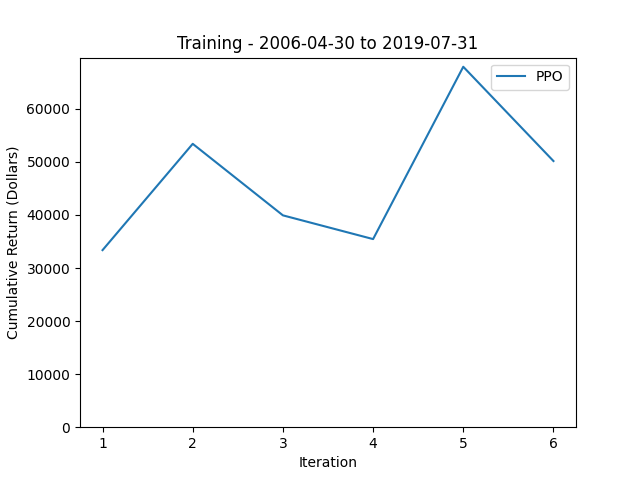 Training - 2006-04-30 to 2019-07-31
PPO
60000
50000
40000
30000
20000
10000
0
Cumulative Return (Dollars)
1 2 3 4 5 6
Iteration